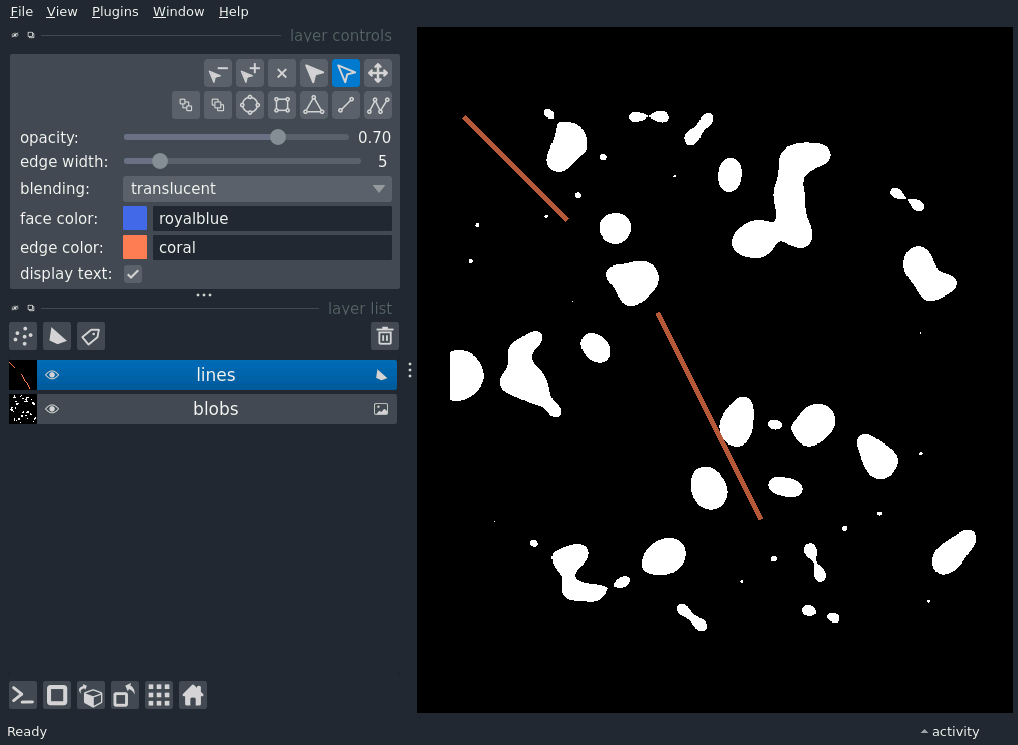 File View Plugins Window Help
layer controls
opacity: 0.70
edge width: 5
blending: translucent
face color: royalblue
edge color: coral
display text:
layer list
lines
blobs
Ready activity